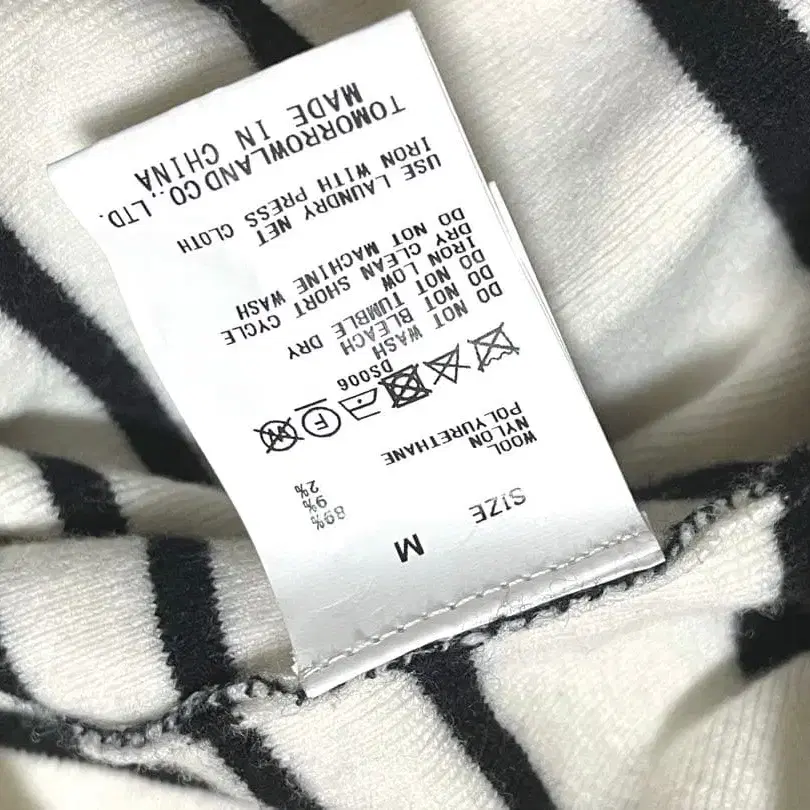 SIZE M
WOOL 89%
NYLON 9%
POLYURETHANE 2%
DS006
DO NOT WASH
DO NOT BLEACH
DO NOT TUMBLE DRY
IRON LOW
DRY CLEAN SHORT CYCLE
DO NOT MACHINE WASH
USE LAUNDRY NET
IRON WITH PRESS CLOTH
TOMORROWLAND CO., LTD.
MADE IN CHINA